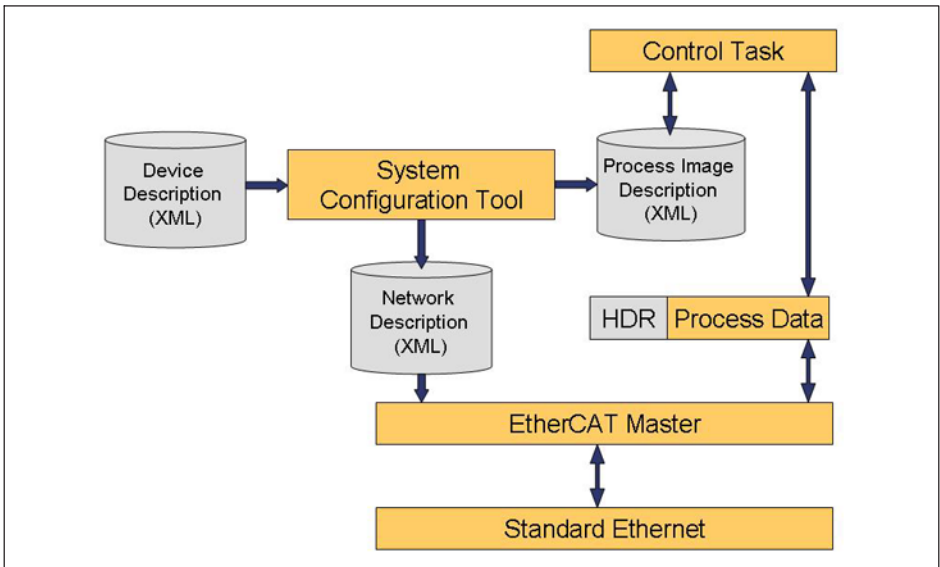 Control Task
Device
Description
(XML)
System
Configuration Tool
Process Image
Description
(XML)
Network
Description
(XML)
HDR
Process Data
EtherCAT Master
Standard Ethernet